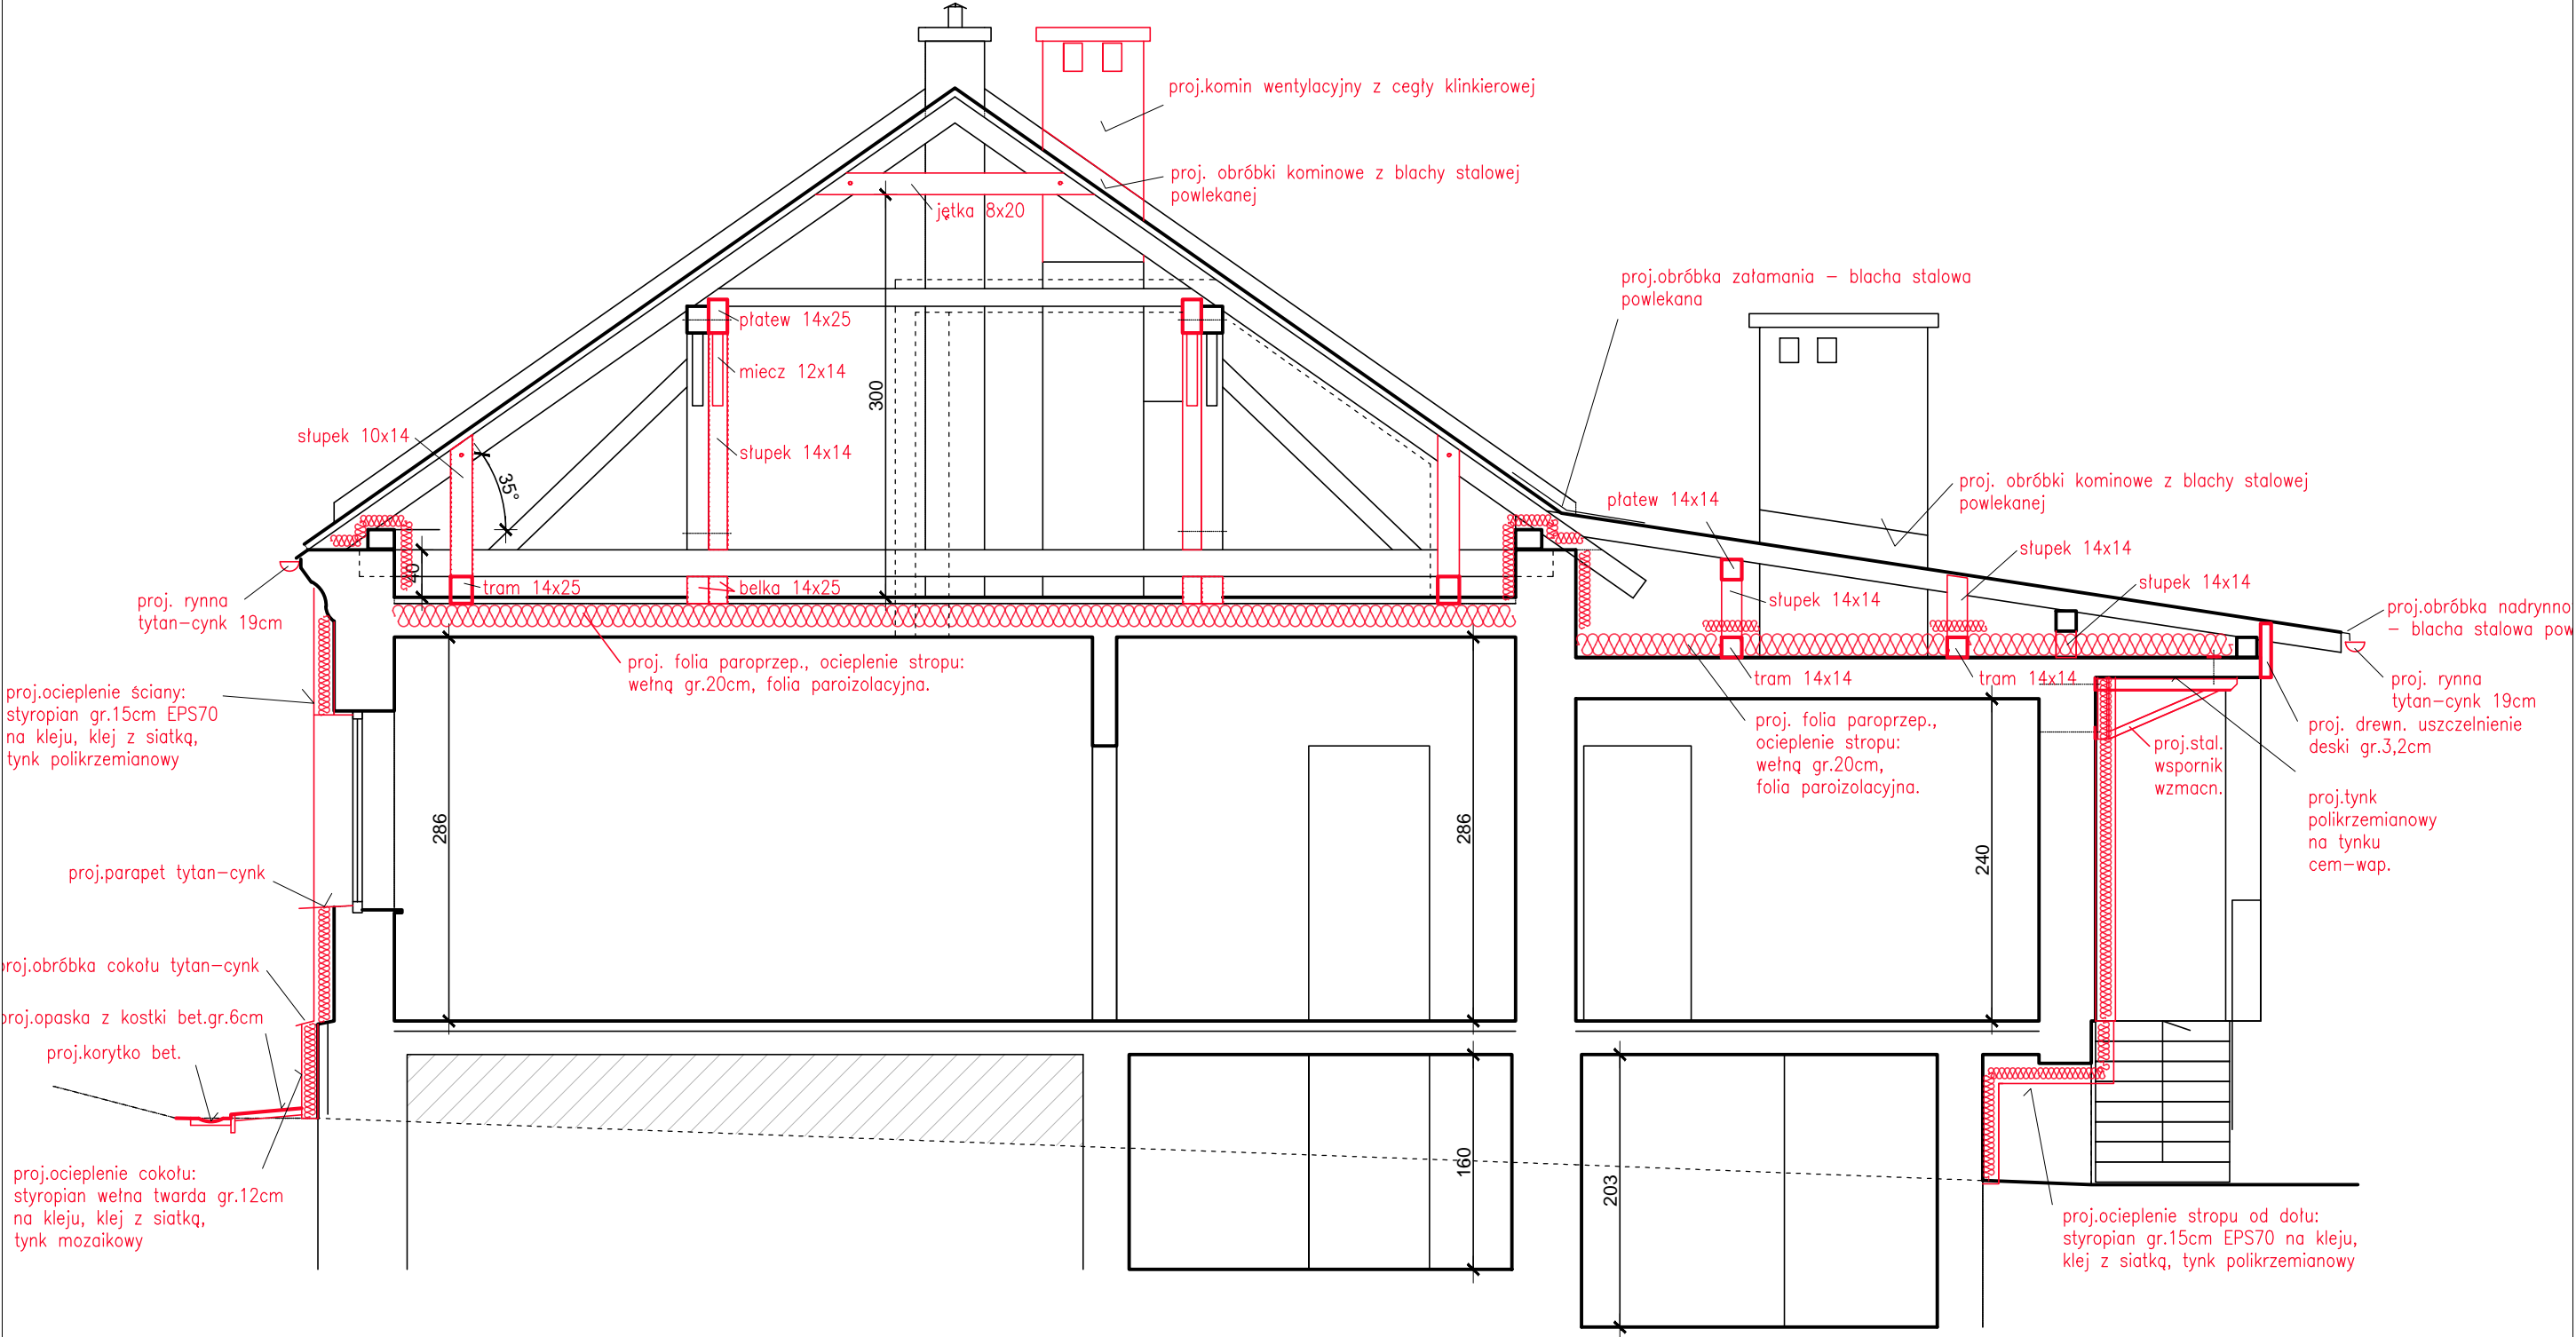 proj.komin wentylacyjny z cegły klinkierowej
proj. obróbki kominowe z blachy stalowej
powlekanej
jętka 8x20
proj.obróbka załamania – blacha stalowa
powlekana
płatew 14x25
miecz 12x14
300
słupek 10x14
słupek 14x14
35°
płatew 14x14
proj. obróbki kominowe z blachy stalowej
powlekanej
słupek 14x14
słupek 14x14
40
tram 14x25
belka 14x25
słupek 14x14
proj. rynna
tytan–cynk 19cm
proj.obróbka nadrynno
– blacha stalowa pow
proj. folia paroprzep., ocieplenie stropu:
wełną gr.20cm, folia paroizolacyjna.
tram 14x14
tram 14x14
proj. rynna
tytan–cynk 19cm
proj.ocieplenie ściany:
styropian gr.15cm EPS70
na kleju, klej z siatką,
tynk polikrzemianowy
proj. folia paroprzep.,
ocieplenie stropu:
wełną gr.20cm,
folia paroizolacyjna.
proj. drewn. uszczelnienie
deski gr.3,2cm
proj.stal.
wspornik
wzmacn.
proj.tynk
polikrzemianowy
na tynku
cem–wap.
286
286
240
proj.parapet tytan–cynk
proj.obróbka cokołu tytan–cynk
proj.opaska z kostki bet.gr.6cm
proj.korytko bet.
160
203
proj.ocieplenie cokołu:
styropian wełna twarda gr.12cm
na kleju, klej z siatką,
tynk mozaikowy
proj.ocieplenie stropu od dołu:
styropian gr.15cm EPS70 na kleju,
klej z siatką, tynk polikrzemianowy